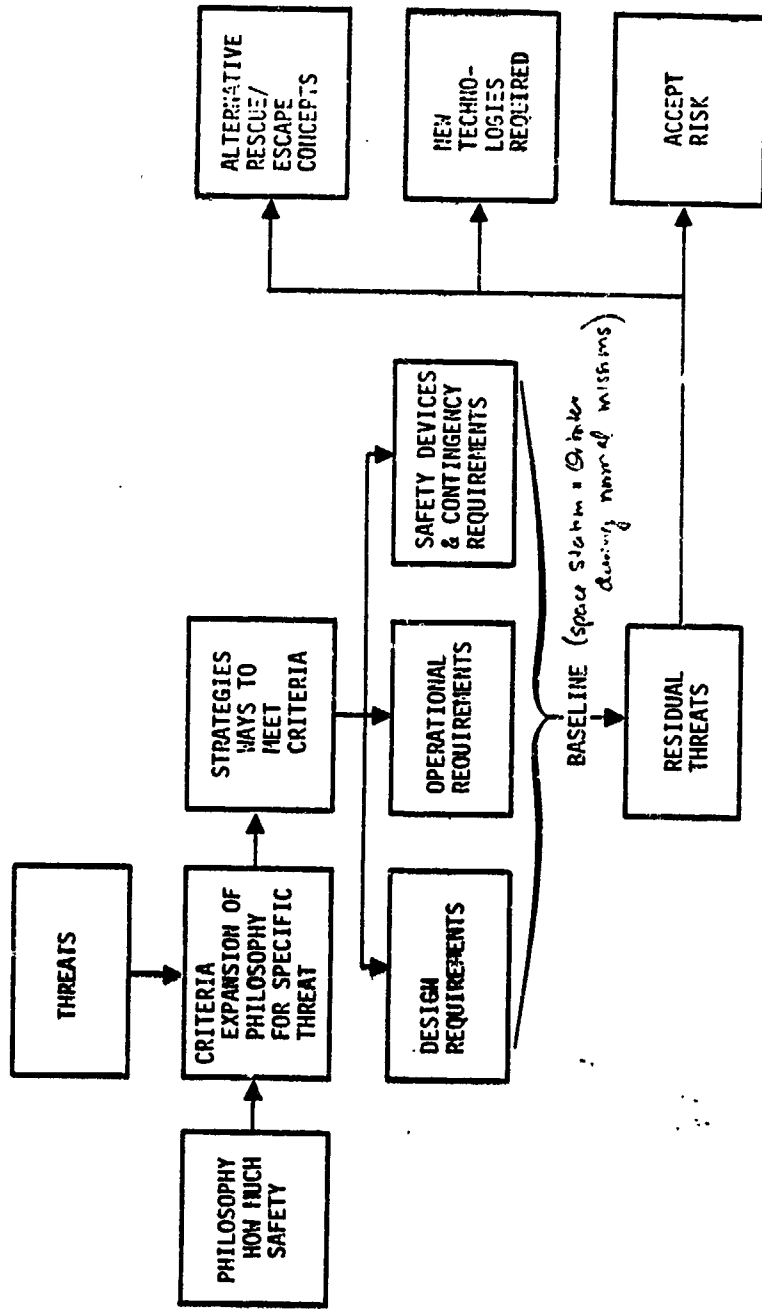 THREATS
PHILOSOPHY
HOW MUCH
SAFETY
CRITERIA
EXPANSION OF
PHILOSOPHY
FOR SPECIFIC
THREAT
STRATEGIES
WAYS TO
MEET
CRITERIA
DESIGN
REQUIREMENTS
OPERATIONAL
REQUIREMENTS
SAFETY DEVICES
& CONTINGENCY
REQUIREMENTS
BASELINE (space station Orbiter
during normal missions)
RESIDUAL
THREATS
ALTERNATIVE
RESCUE/
ESCAPE
CONCEPTS
NEW
TECHNO-
LOGIES
REQUIRED
ACCEPT
RISK